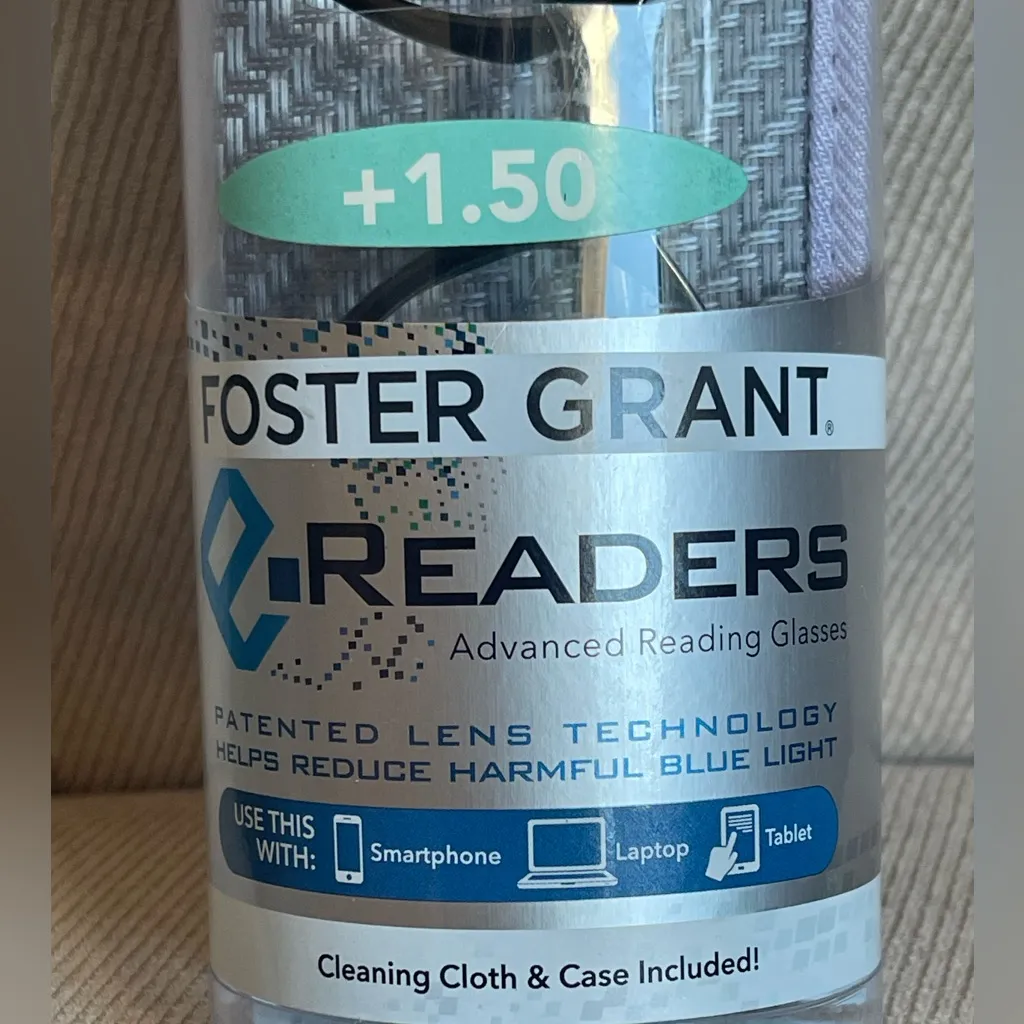 +1.50
FOSTER GRANT®
e.READERS
Advanced Reading Glasses
PATENTED LENS TECHNOLOGY
HELPS REDUCE HARMFUL BLUE LIGHT
USE THIS
WITH:
Smartphone
Laptop
Tablet
Cleaning Cloth & Case Included!